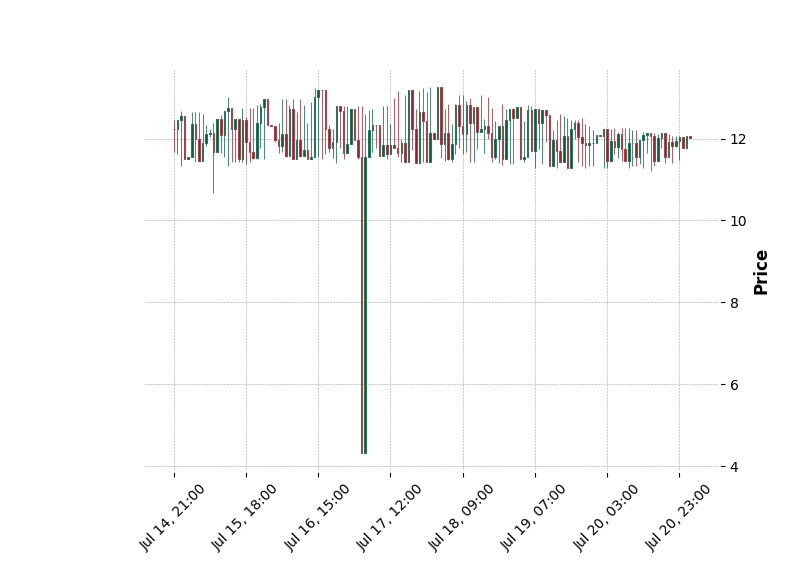 12
10
8
6
4
Price
Jul 14, 21:00
Jul 15, 18:00
Jul 16, 15:00
Jul 17, 12:00
Jul 18, 09:00
Jul 19, 07:00
Jul 20, 03:00
Jul 20, 23:00